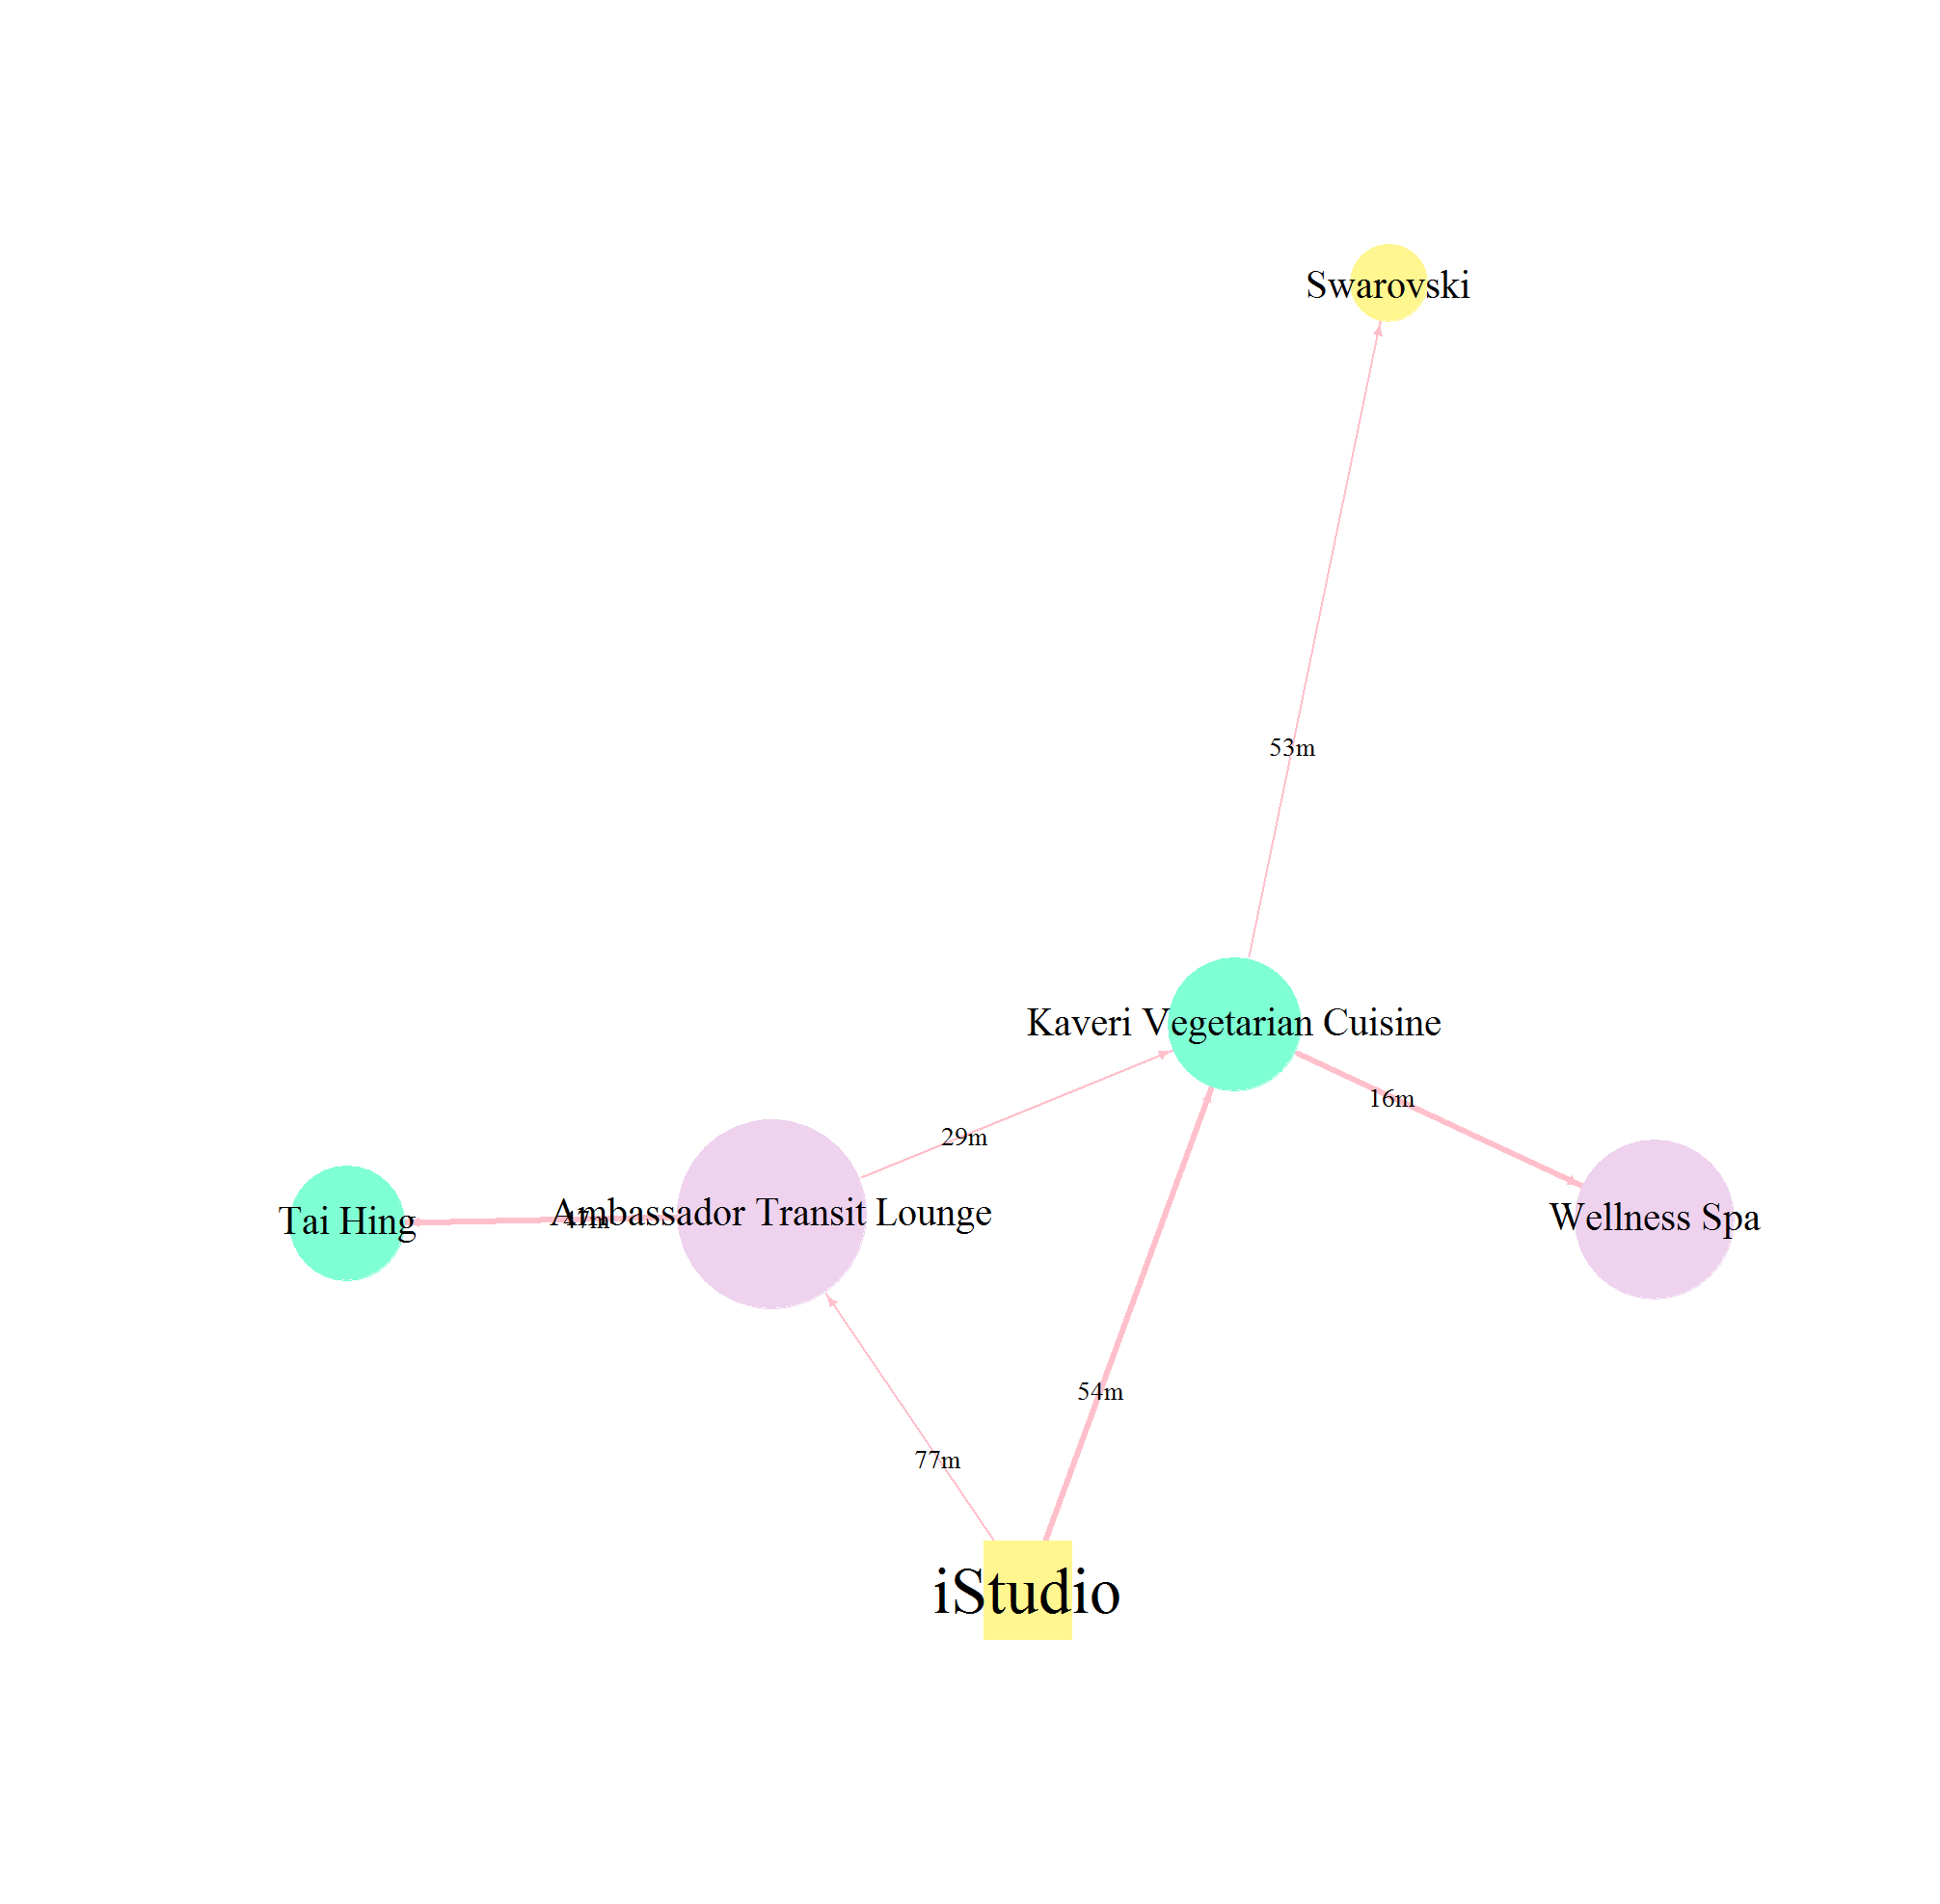 Swarovski
53m
Kaveri Vegetarian Cuisine
16m
29m
Ambassador Transit Lounge
47m
Tai Hing
Wellness Spa
54m
77m
iStudio